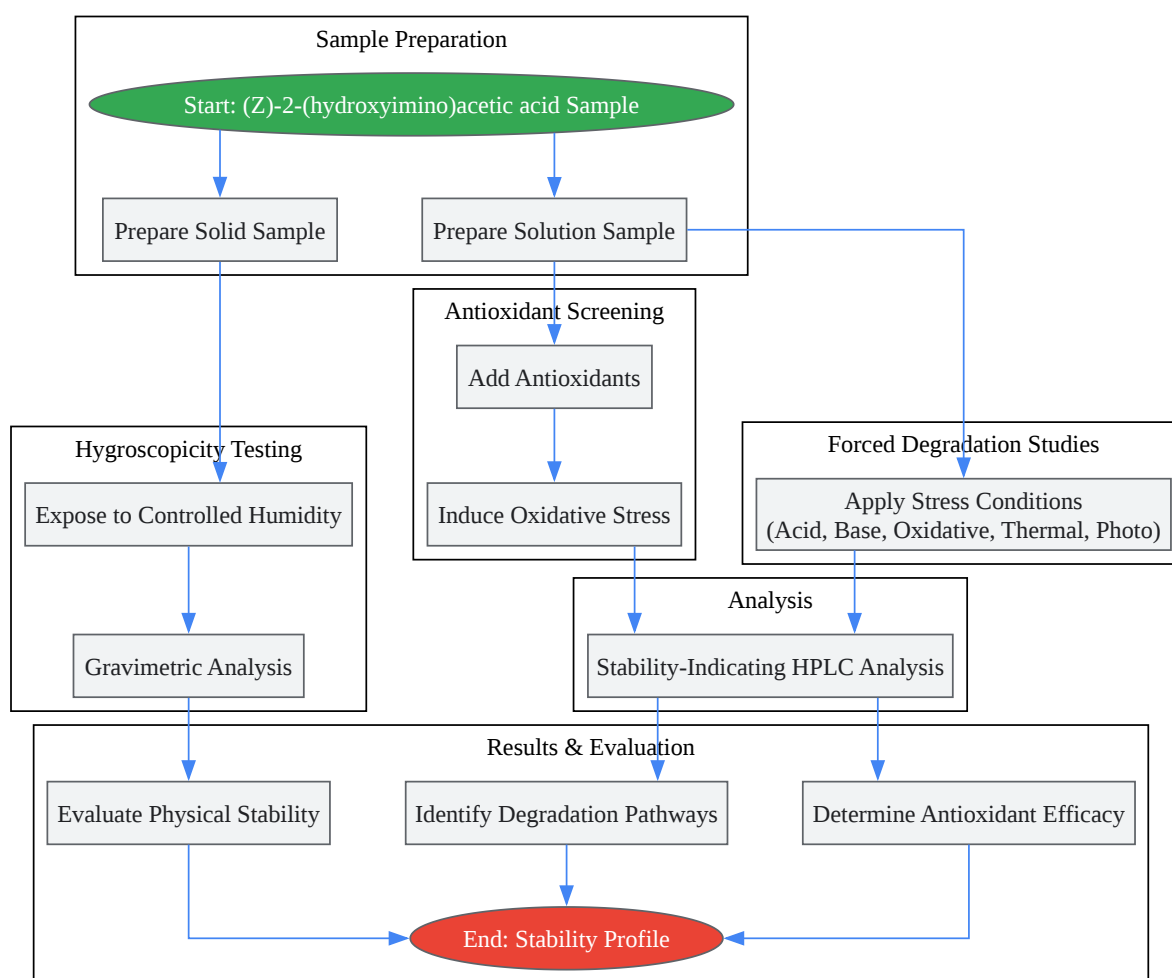 Sample Preparation
Start: (Z)-2-(hydroxyimino)acetic acid Sample
Prepare Solid Sample
Prepare Solution Sample
Antioxidant Screening
Add Antioxidants
Induce Oxidative Stress
Hygroscopicity Testing
Expose to Controlled Humidity
Gravimetric Analysis
Forced Degradation Studies
Apply Stress Conditions
(Acid, Base, Oxidative, Thermal, Photo)
Analysis
Stability-Indicating HPLC Analysis
Results & Evaluation
Evaluate Physical Stability
Identify Degradation Pathways
Determine Antioxidant Efficacy
End: Stability Profile